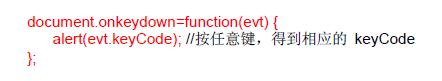 document.onkeydown=function(evt) {
alert(evt.keyCode); //按任意键，得到相应的 keyCode
};